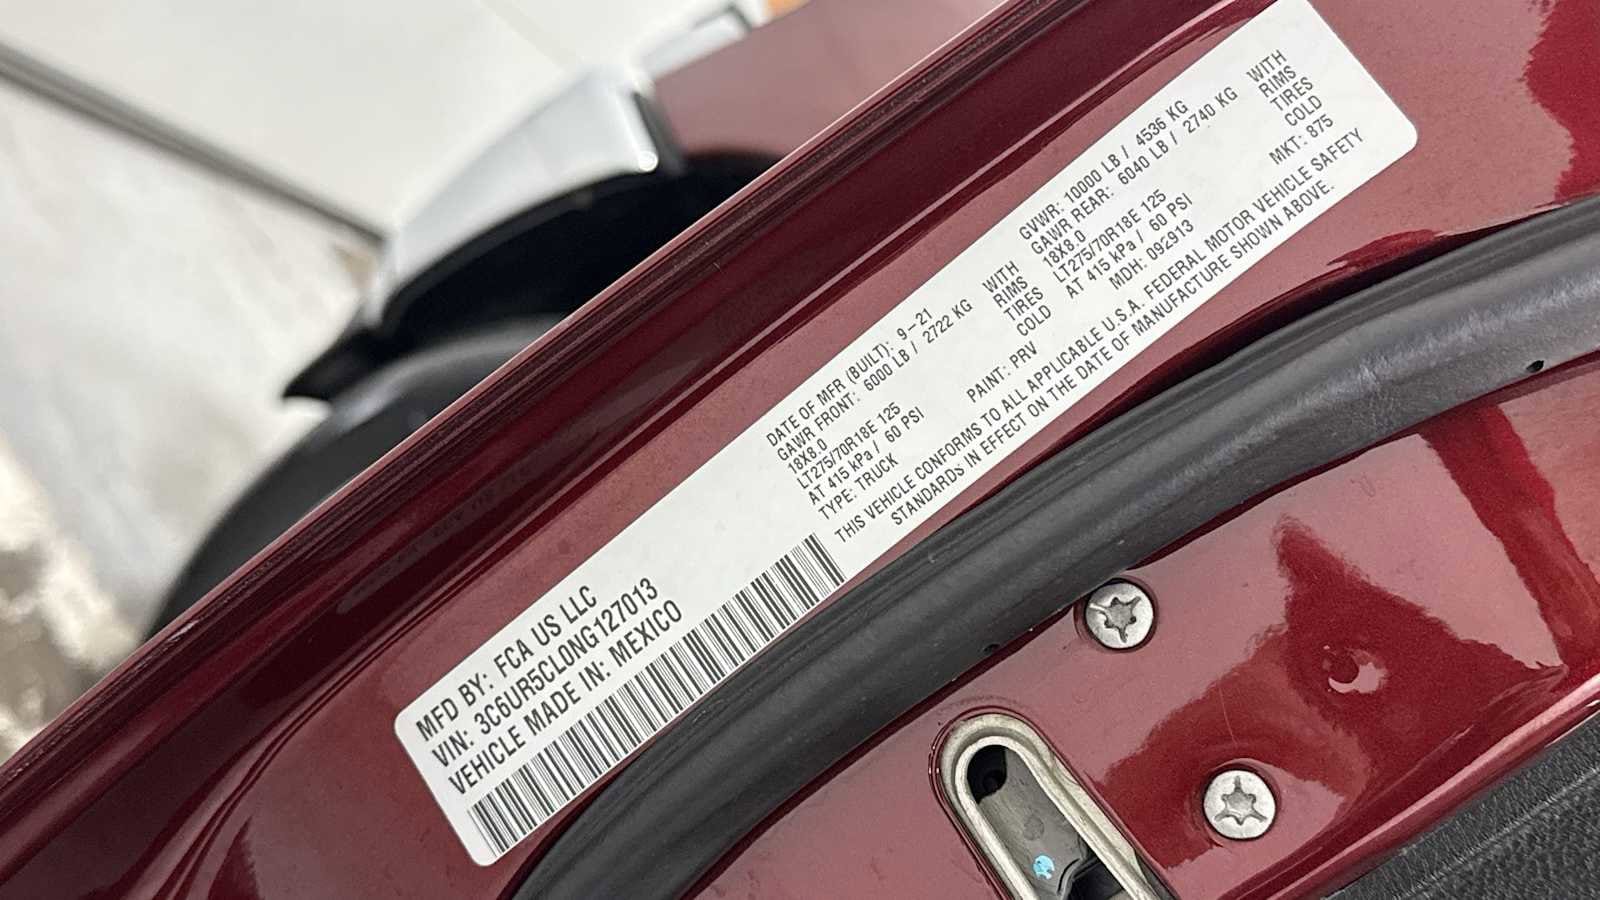 MFD BY: FCA US LLC
VIN: 3C6UR5CL0NG127013
VEHICLE MADE IN: MEXICO
DATE OF MFR (BUILT): 9-21
GVWR: 10000 LB / 4536 KG
GAWR FRONT: 6000 LB / 2722 KG WITH
18X8.0 RIMS
LT275/70R18E 125 TIRES
AT 415 kPa / 60 PSI COLD
GAWR REAR: 6040 LB / 2740 KG WITH
18X8.0 RIMS
LT275/70R18E 125 TIRES
AT 415 kPa / 60 PSI COLD
TYPE: TRUCK PAINT: PRV MDH: 092913 MKT: 875
THIS VEHICLE CONFORMS TO ALL APPLICABLE U.S.A. FEDERAL MOTOR VEHICLE SAFETY
STANDARDS IN EFFECT ON THE DATE OF MANUFACTURE SHOWN ABOVE.